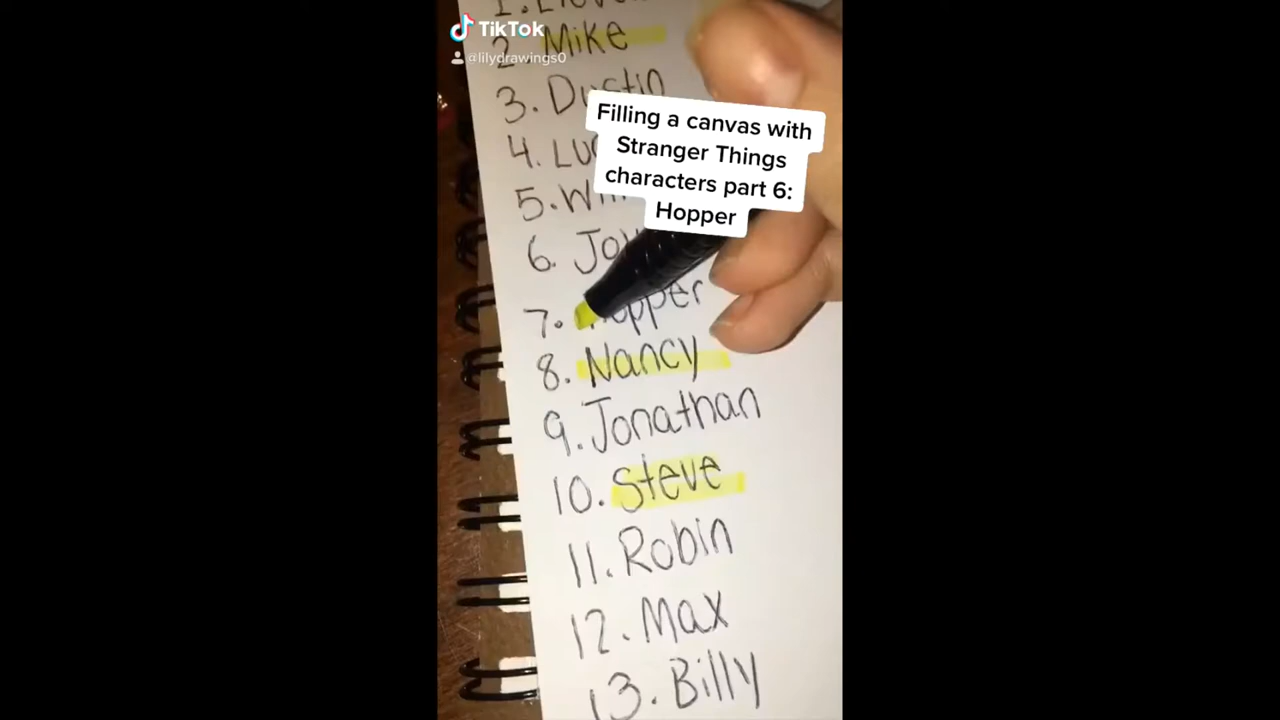 TikTok
@lilydrawings0
2. Mike
3. Dustin
4.
5.
6.
Filling a canvas with
Stranger Things
characters part 6:
Hopper
7. Hopper
8. Nancy
9. Jonathan
10. Steve
11. Robin
12. Max
13. Billy